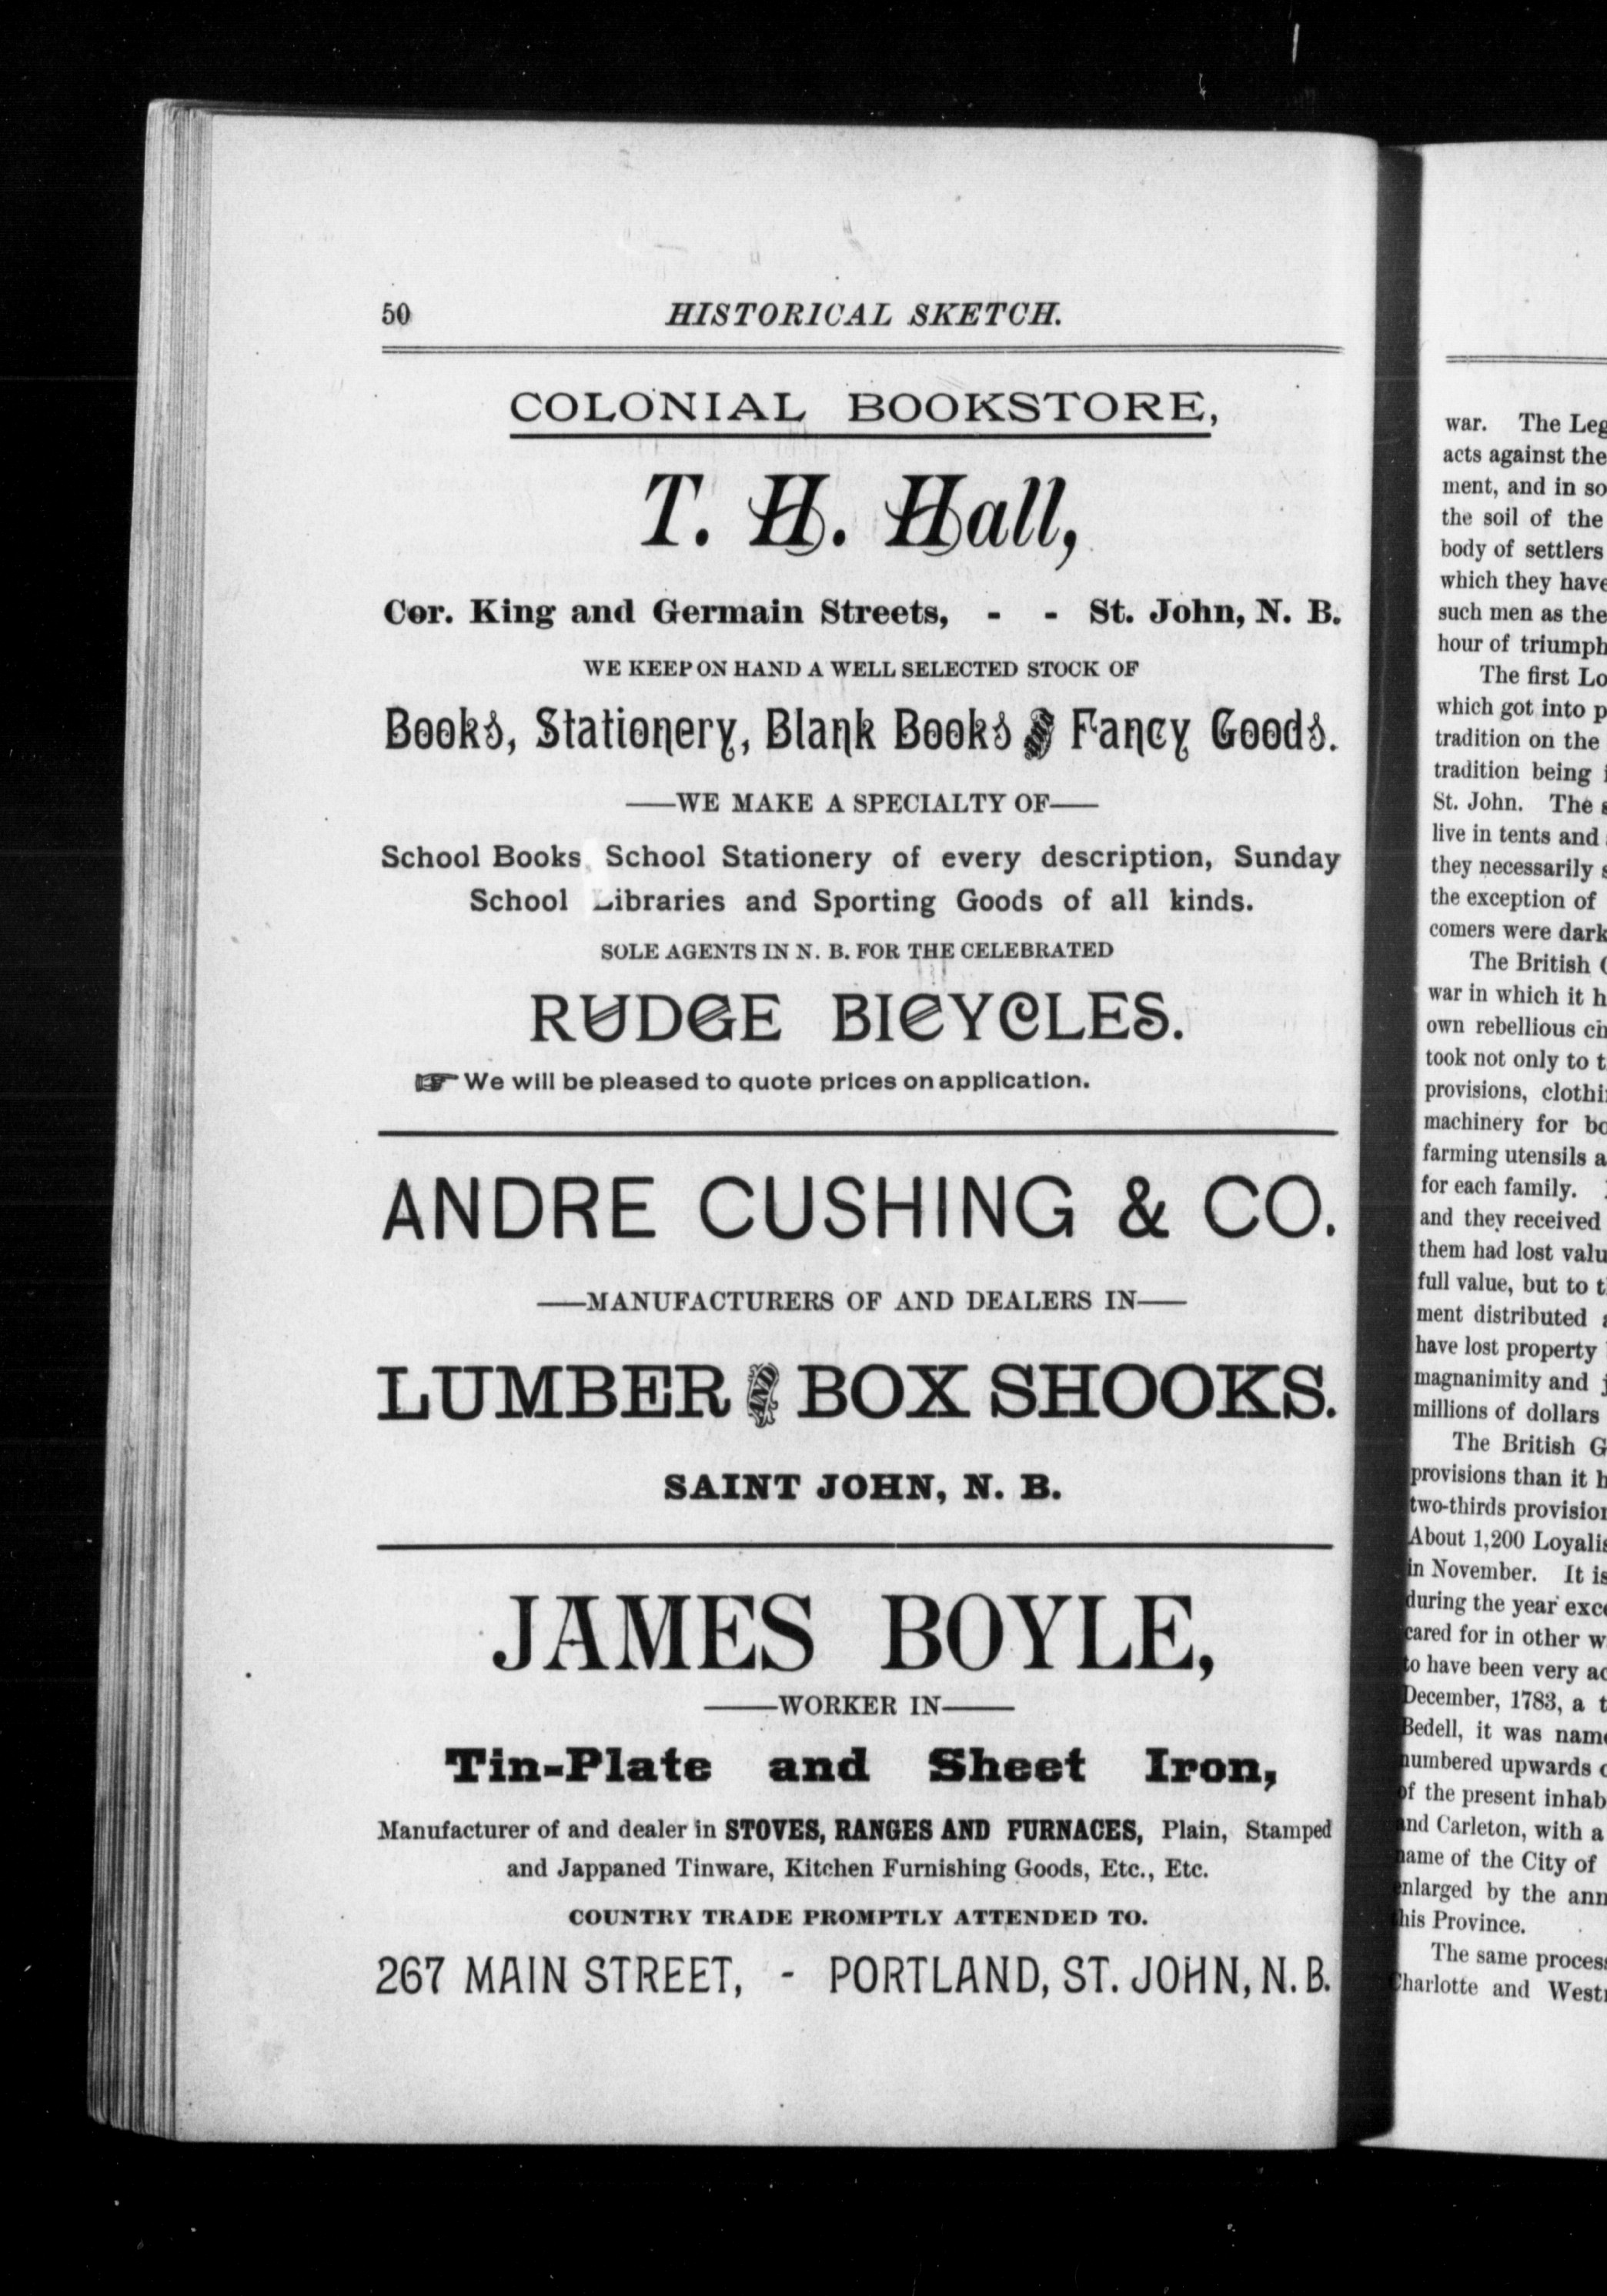 50 HISTORICAL SKETCH.
COLONIAL BOOKSTORE,
T. H. Hall,
Cor. King and Germain Streets, - - St. John, N. B.
WE KEEP ON HAND A WELL SELECTED STOCK OF
Books, Stationery, Blank Books AND Fancy Goods.
——WE MAKE A SPECIALTY OF——
School Books, School Stationery of every description, Sunday
School Libraries and Sporting Goods of all kinds.
SOLE AGENTS IN N. B. FOR THE CELEBRATED
RUDGE BICYCLES.
☞ We will be pleased to quote prices on application.
ANDRE CUSHING & CO.
——MANUFACTURERS OF AND DEALERS IN——
LUMBER AND BOX SHOOKS.
SAINT JOHN, N. B.
JAMES BOYLE,
——WORKER IN——
Tin-Plate and Sheet Iron,
Manufacturer of and dealer in STOVES, RANGES AND FURNACES, Plain, Stamped
and Jappaned Tinware, Kitchen Furnishing Goods, Etc., Etc.
COUNTRY TRADE PROMPTLY ATTENDED TO.
267 MAIN STREET, - PORTLAND, ST. JOHN, N. B.
war. The Leg
acts against the
ment, and in so
the soil of the
body of settlers
which they have
such men as the
hour of triumph
The first Lo
which got into p
tradition on the
tradition being
St. John. The s
live in tents and
they necessarily s
the exception of
comers were dark
The British
war in which it h
own rebellious
took not only to t
provisions, clothi
machinery for bo
farming utensils a
for each family.
and they received
them had lost valu
full value, but to t
ment distributed
have lost property
magnanimity and
millions of dollars
The British G
provisions than it h
two-thirds provision
About 1,200 Loyalis
in November. It is
during the year exce
cared for in other w
to have been very ac
December, 1783, a t
Bedell, it was name
numbered upwards o
of the present inhab
and Carleton, with a
name of the City of
enlarged by the ann
this Province.
The same process
Charlotte and West